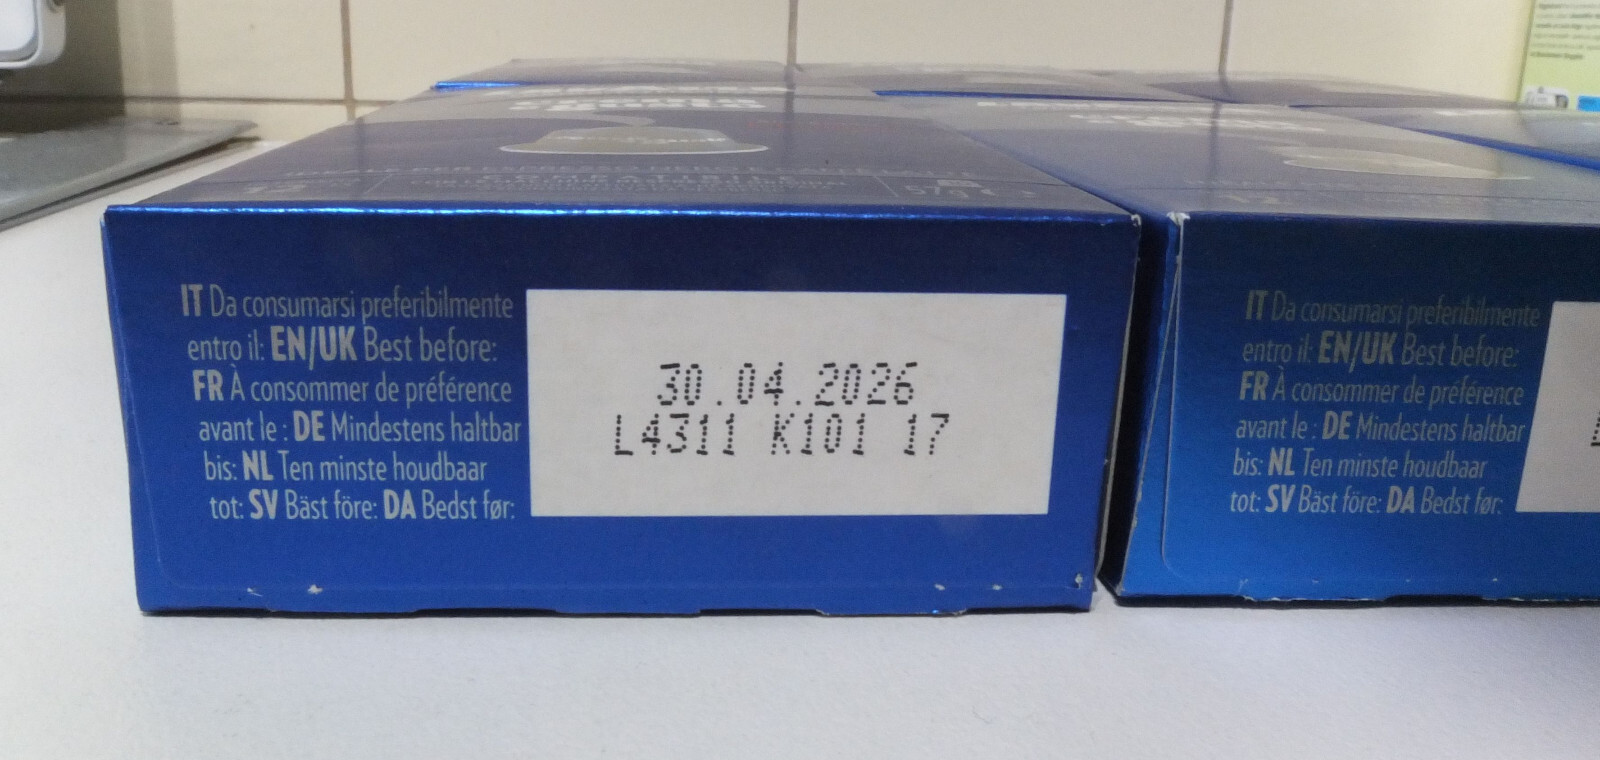 12
57g
IT Da consumarsi preferibilmente
entro il: EN/UK Best before:
FR À consommer de préférence
avant le : DE Mindestens haltbar
bis: NL Ten minste houdbaar
tot: SV Bäst före: DA Bedst før:
30.04.2026
L4311 K101 17
IT Da consumarsi preferibilmente
entro il: EN/UK Best before:
FR À consommer de préférence
avant le : DE Mindestens haltbar
bis: NL Ten minste houdbaar
tot: SV Bäst före: DA Bedst før: